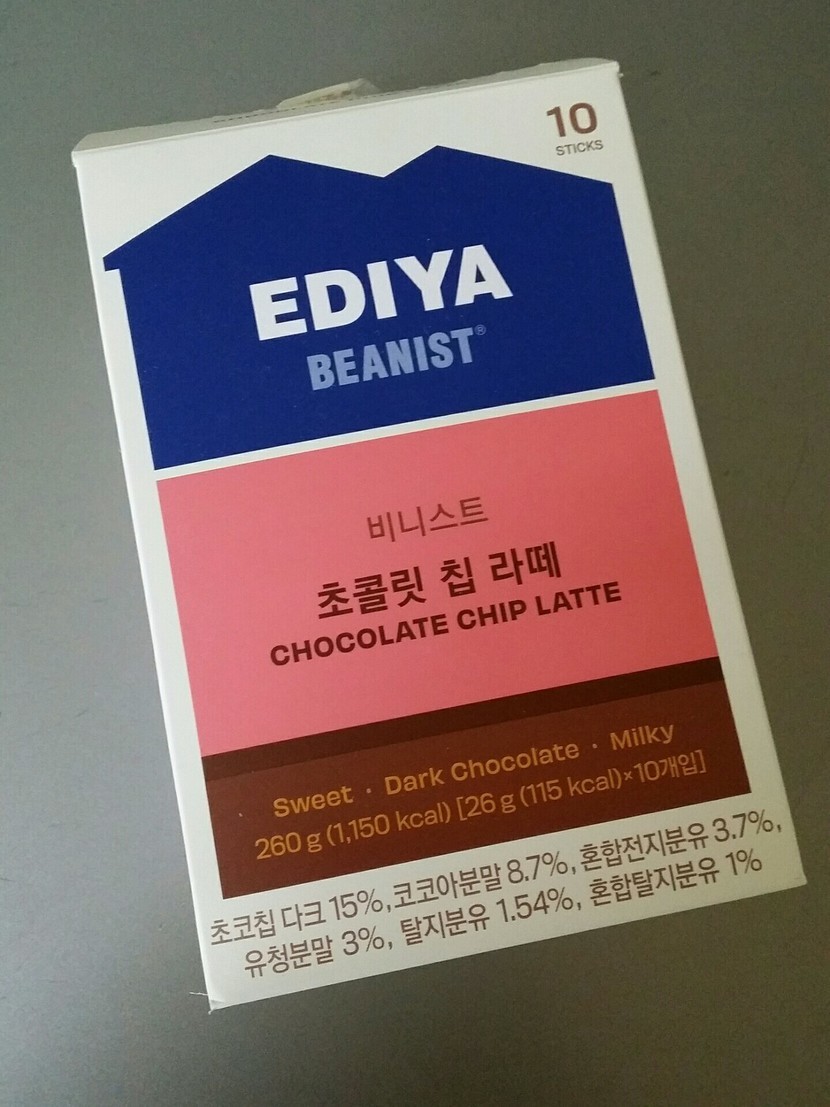 10
STICKS
EDIYA
BEANIST®
비니스트
초콜릿 칩 라떼
CHOCOLATE CHIP LATTE
Sweet · Dark Chocolate · Milky
260 g (1,150 kcal) [26 g (115 kcal)×10개입]
초코칩 다크 15%, 코코아분말 8.7%, 혼합전지분유 3.7%,
유청분말 3%, 탈지분유 1.54%, 혼합탈지분유 1%